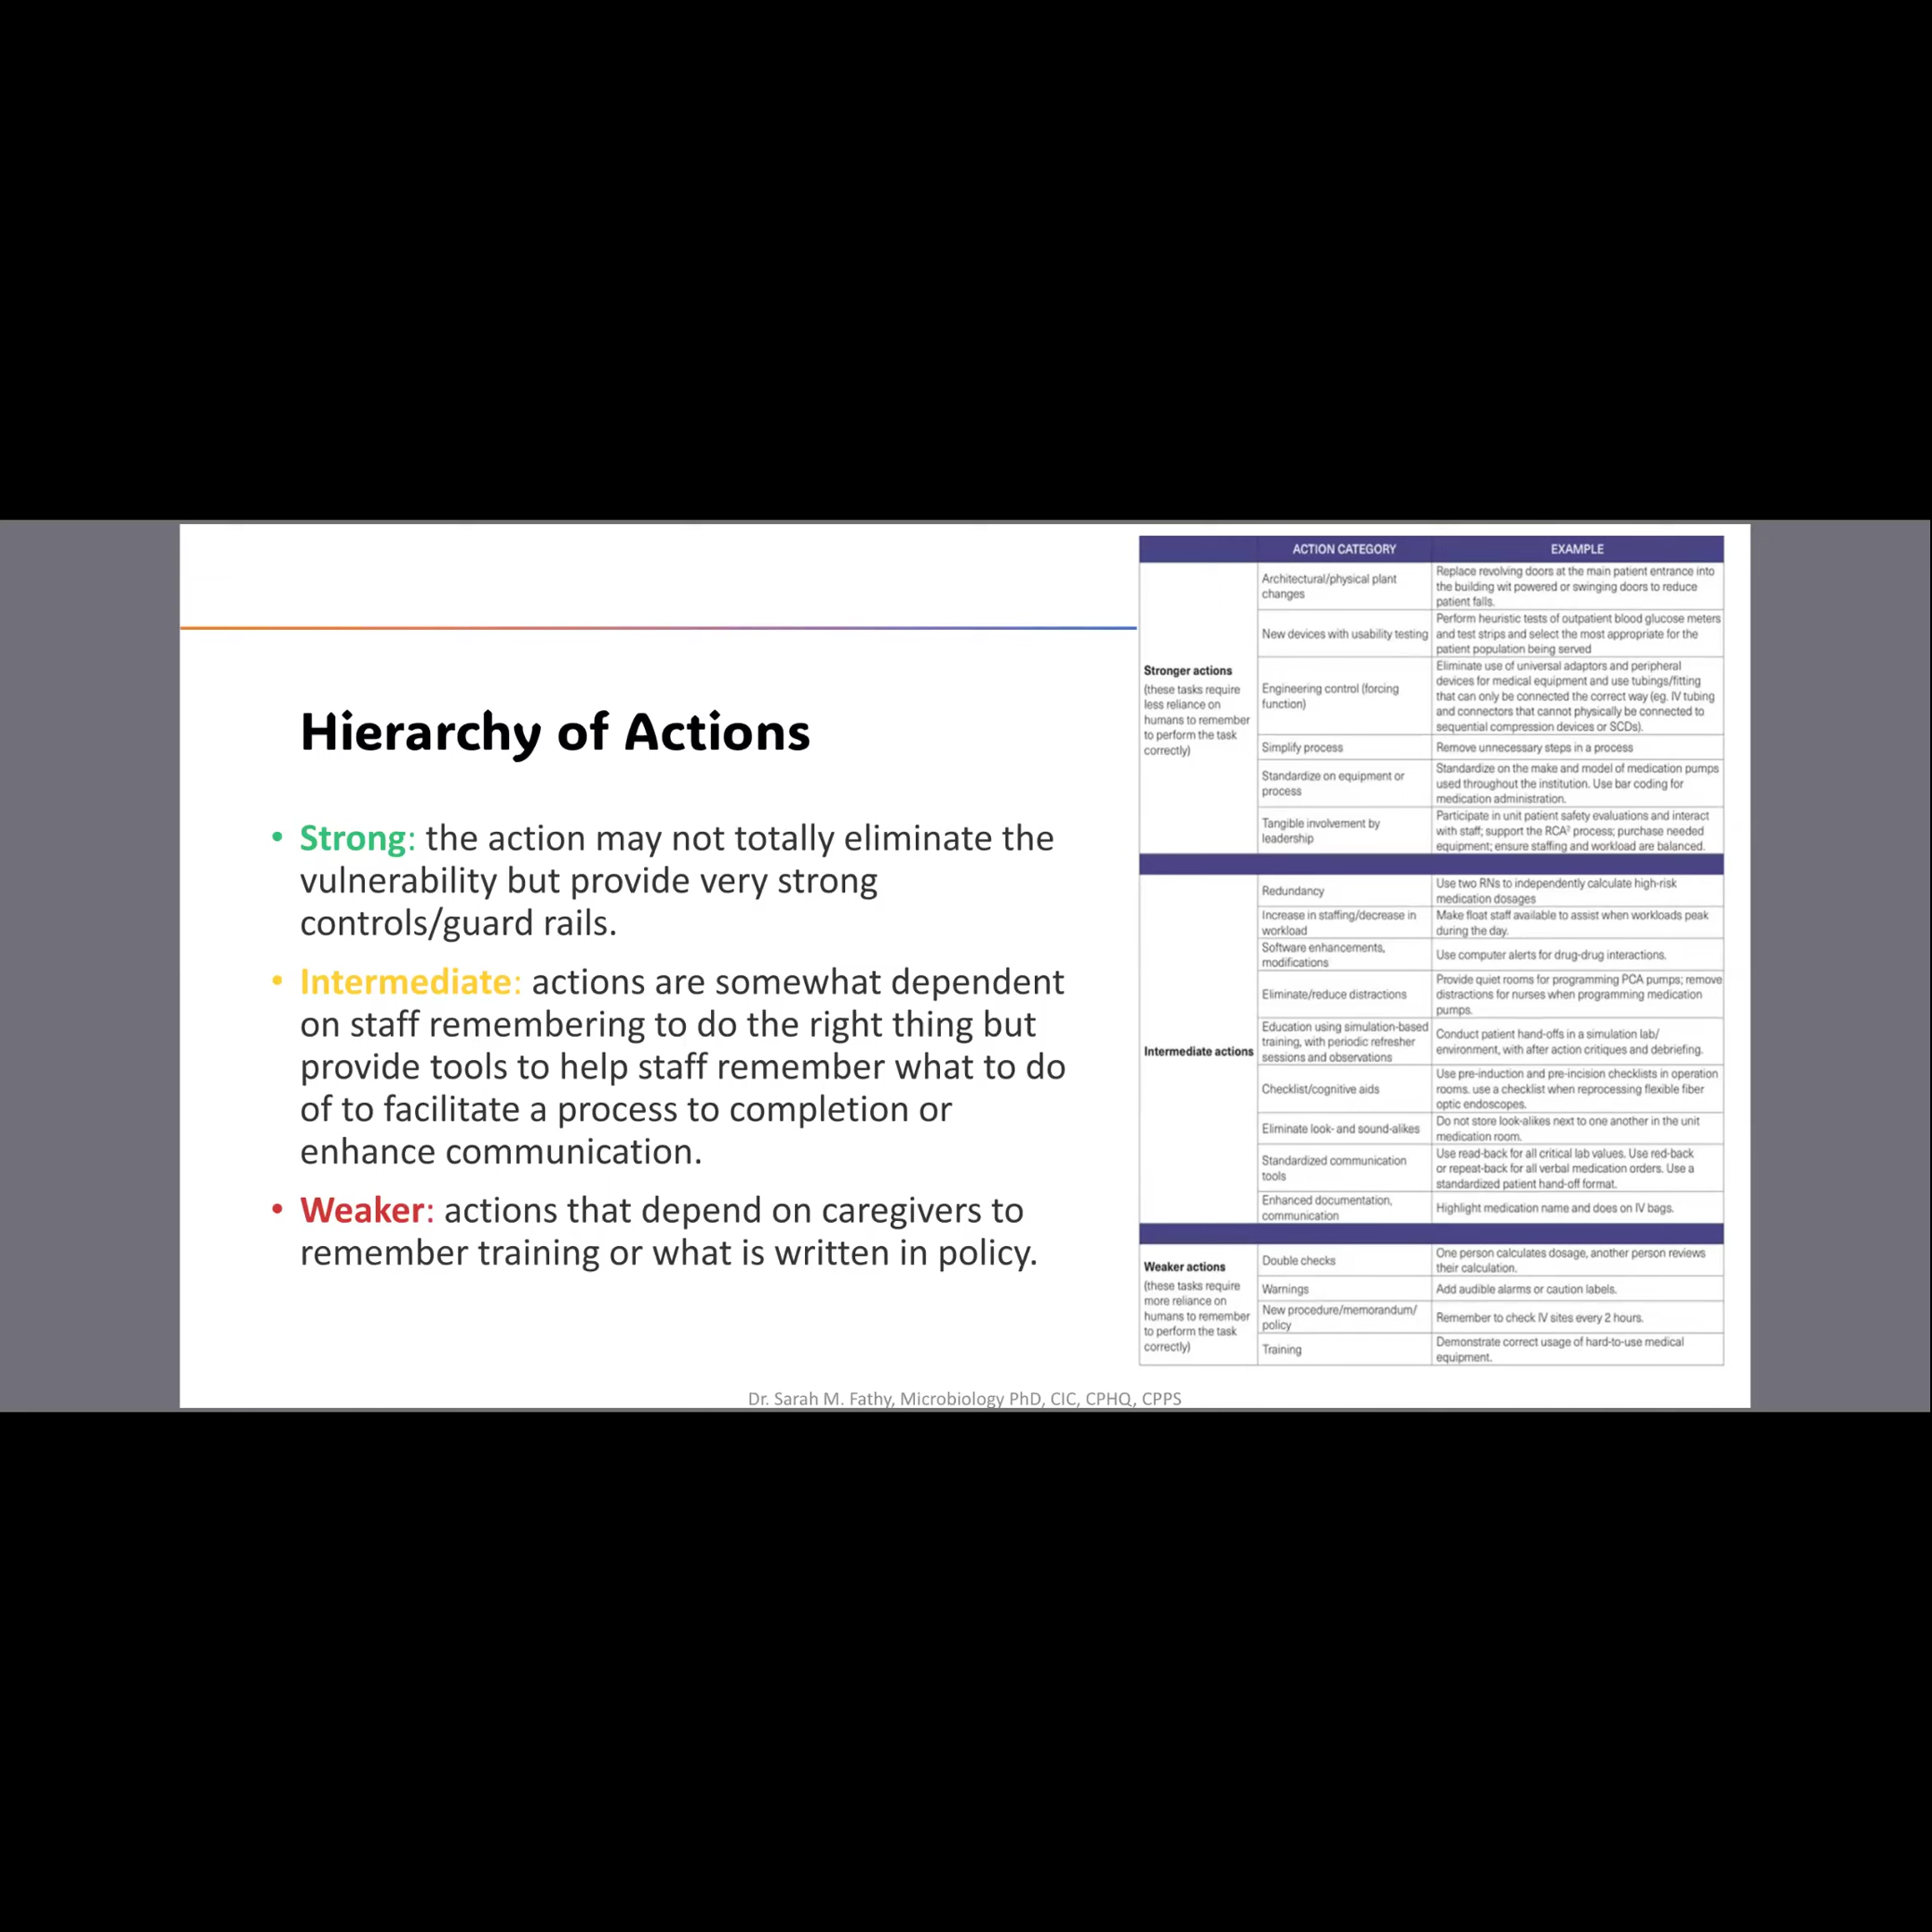 Hierarchy of Actions
• Strong: the action may not totally eliminate the
vulnerability but provide very strong
controls/guard rails.
• Intermediate: actions are somewhat dependent
on staff remembering to do the right thing but
provide tools to help staff remember what to do
of to facilitate a process to completion or
enhance communication.
• Weaker: actions that depend on caregivers to
remember training or what is written in policy.
ACTION CATEGORY
EXAMPLE
Stronger actions
(these tasks require
less reliance on
humans to remember
to perform the task
correctly)
Architectural/physical plant
changes
Replace revolving doors at the main patient entrance into
the building wit powered or swinging doors to reduce
patient falls.
New devices with usability testing
Perform heuristic tests of outpatient blood glucose meters
and test strips and select the most appropriate for the
patient population being served
Engineering control (forcing
function)
Eliminate use of universal adaptors and peripheral
devices for medical equipment and use tubings/fitting
that can only be connected the correct way (eg. IV tubing
and connectors that cannot physically be connected to
sequential compression devices or SCDs).
Simplify process
Remove unnecessary steps in a process
Standardize on equipment or
process
Standardize on the make and model of medication pumps
used throughout the institution. Use bar coding for
medication administration.
Tangible involvement by
leadership
Participate in unit patient safety evaluations and interact
with staff; support the RCA² process; purchase needed
equipment; ensure staffing and workload are balanced.
Intermediate actions
Redundancy
Use two RNs to independently calculate high-risk
medication dosages
Increase in staffing/decrease in
workload
Make float staff available to assist when workloads peak
during the day.
Software enhancements,
modifications
Use computer alerts for drug-drug interactions.
Eliminate/reduce distractions
Provide quiet rooms for programming PCA pumps; remove
distractions for nurses when programming medication
pumps.
Education using simulation-based
training, with periodic refresher
sessions and observations
Conduct patient hand-offs in a simulation lab/
environment, with after action critiques and debriefing.
Checklist/cognitive aids
Use pre-induction and pre-incision checklists in operation
rooms. use a checklist when reprocessing flexible fiber
optic endoscopes.
Eliminate look- and sound-alikes
Do not store look-alikes next to one another in the unit
medication room.
Standardized communication
tools
Use read-back for all critical lab values. Use red-back
or repeat-back for all verbal medication orders. Use a
standardized patient hand-off format.
Enhanced documentation,
communication
Highlight medication name and does on IV bags.
Weaker actions
(these tasks require
more reliance on
humans to remember
to perform the task
correctly)
Double checks
One person calculates dosage, another person reviews
their calculation.
Warnings
Add audible alarms or caution labels.
New procedure/memorandum/
policy
Remember to check IV sites every 2 hours.
Training
Demonstrate correct usage of hard-to-use medical
equipment.
Dr. Sarah M. Fathy, Microbiology PhD, CIC, CPHQ, CPPS